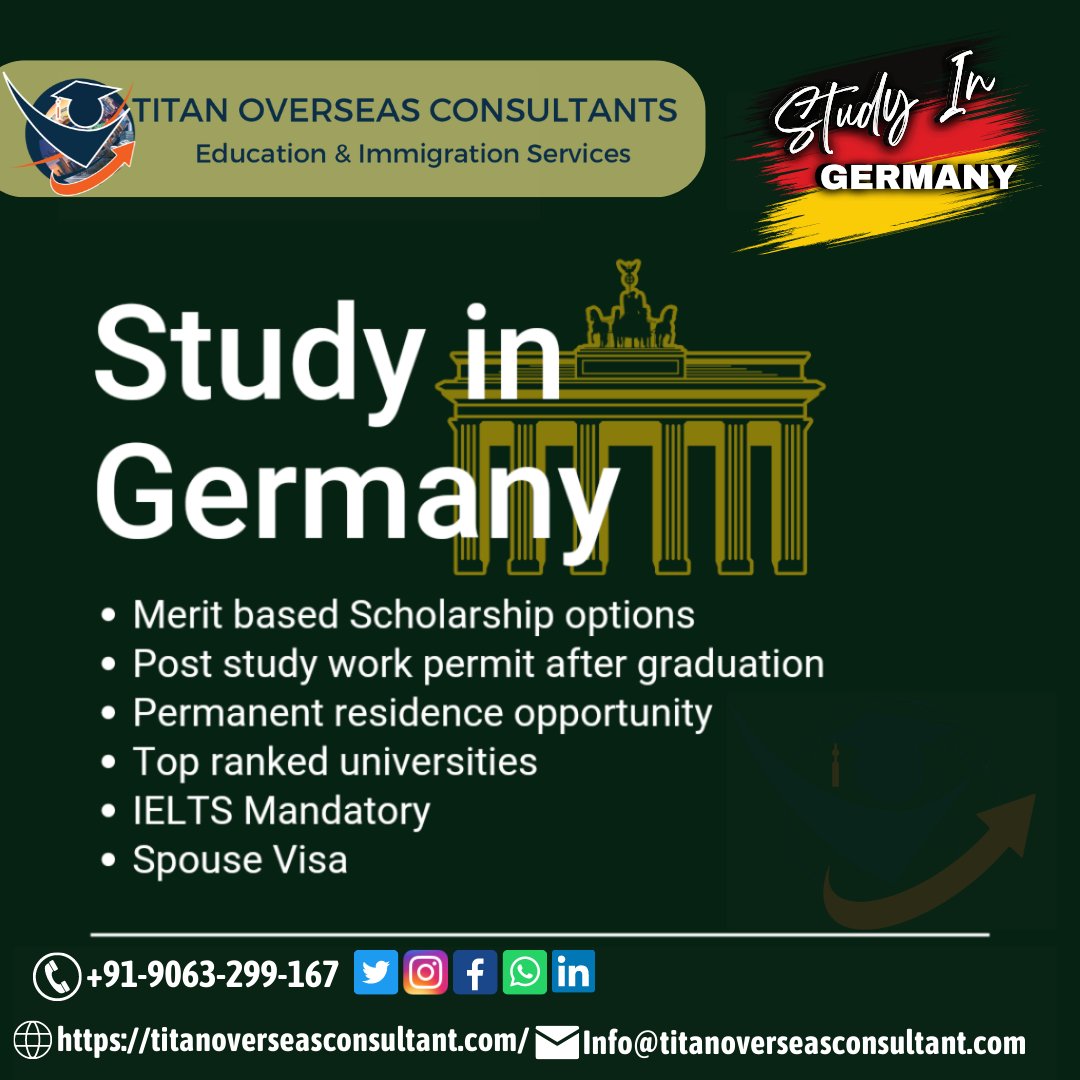 TITAN OVERSEAS CONSULTANTS
Education & Immigration Services
Study In
GERMANY
Study in
Germany
• Merit based Scholarship options
• Post study work permit after graduation
• Permanent residence opportunity
• Top ranked universities
• IELTS Mandatory
• Spouse Visa
+91-9063-299-167
https://titanoverseasconsultant.com/ Info@titanoverseasconsultant.com